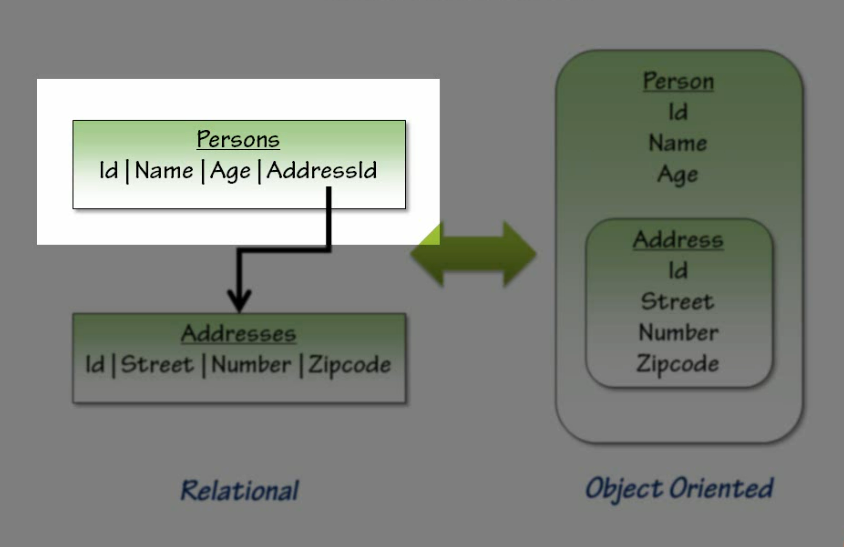 Persons
Id | Name | Age | AddressId
Addresses
Id | Street | Number | Zipcode
Relational
Person
Id
Name
Age
Address
Id
Street
Number
Zipcode
Object Oriented